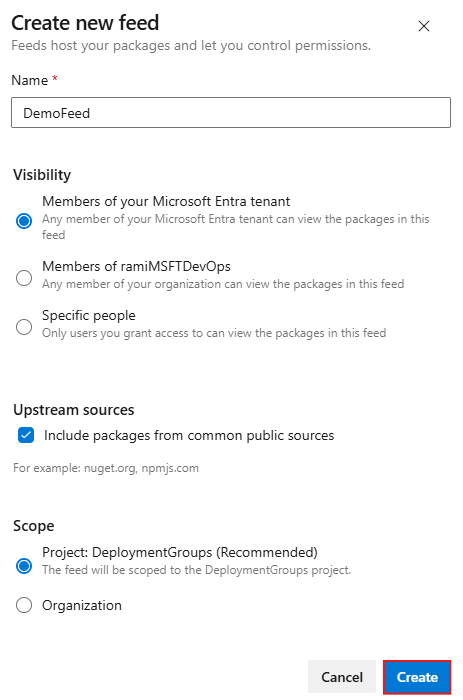 Create new feed
Feeds host your packages and let you control permissions.
Name *
DemoFeed
Visibility
Members of your Microsoft Entra tenant
Any member of your Microsoft Entra tenant can view the packages in this
feed
Members of ramiMSFTDevOps
Any member of your organization can view the packages in this feed
Specific people
Only users you grant access to can view the packages in this feed
Upstream sources
Include packages from common public sources
For example: nuget.org, npmjs.com
Scope
Project: DeploymentGroups (Recommended)
The feed will be scoped to the DeploymentGroups project.
Organization
Cancel
Create